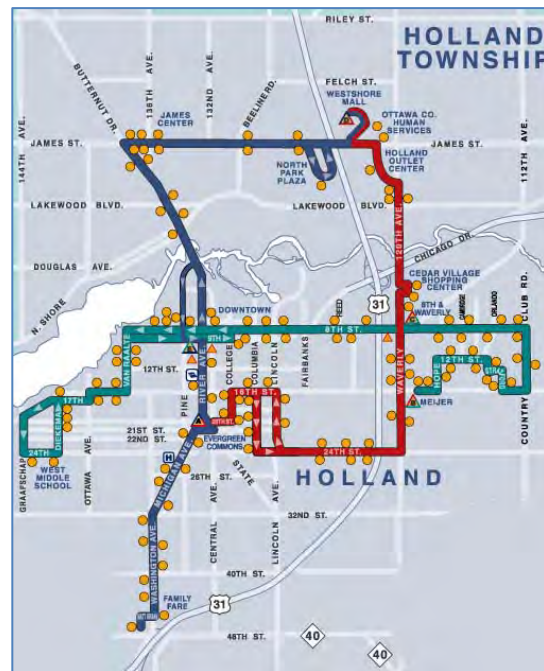 RILEY ST.
HOLLAND
TOWNSHIP
BUTTERNUT DR.
136TH AVE.
132ND AVE.
BEELINE RD.
FELCH ST.
WESTSHORE
MALL
OTTAWA CO.
HUMAN
SERVICES
JAMES
CENTER
144TH AVE.
JAMES ST.
JAMES ST.
112TH AVE.
HOLLAND
OUTLET
CENTER
NORTH
PARK
PLAZA
LAKEWOOD BLVD.
LAKEWOOD BLVD.
120TH AVE.
CHICAGO DR.
DOUGLAS AVE.
CEDAR VILLAGE
SHOPPING
CENTER
N. SHORE
31
REED
8TH &
WAVERLY
ORLANDO
CLUB RD.
DOWNTOWN
8TH ST.
9TH
VAN RAALTE
12TH ST.
PINE
RIVER AVE.
COLLEGE
COLUMBIA
LINCOLN
FAIRBANKS
WAVERLY
HOPE
12TH ST.
17TH
16TH ST.
MEIJER
COUNTRY
DIEKEMA
24TH
GRAAFSCHAP
WEST
MIDDLE
SCHOOL
OTTAWA AVE.
21ST ST.
22ND ST.
EVERGREEN
COMMONS
24TH ST.
H
MICHIGAN AVE.
26TH ST.
STATE
HOLLAND
CENTRAL AVE.
LINCOLN AVE.
32ND ST.
WASHINGTON AVE.
40TH ST.
FAMILY
FARE
31
48TH ST.
40
40